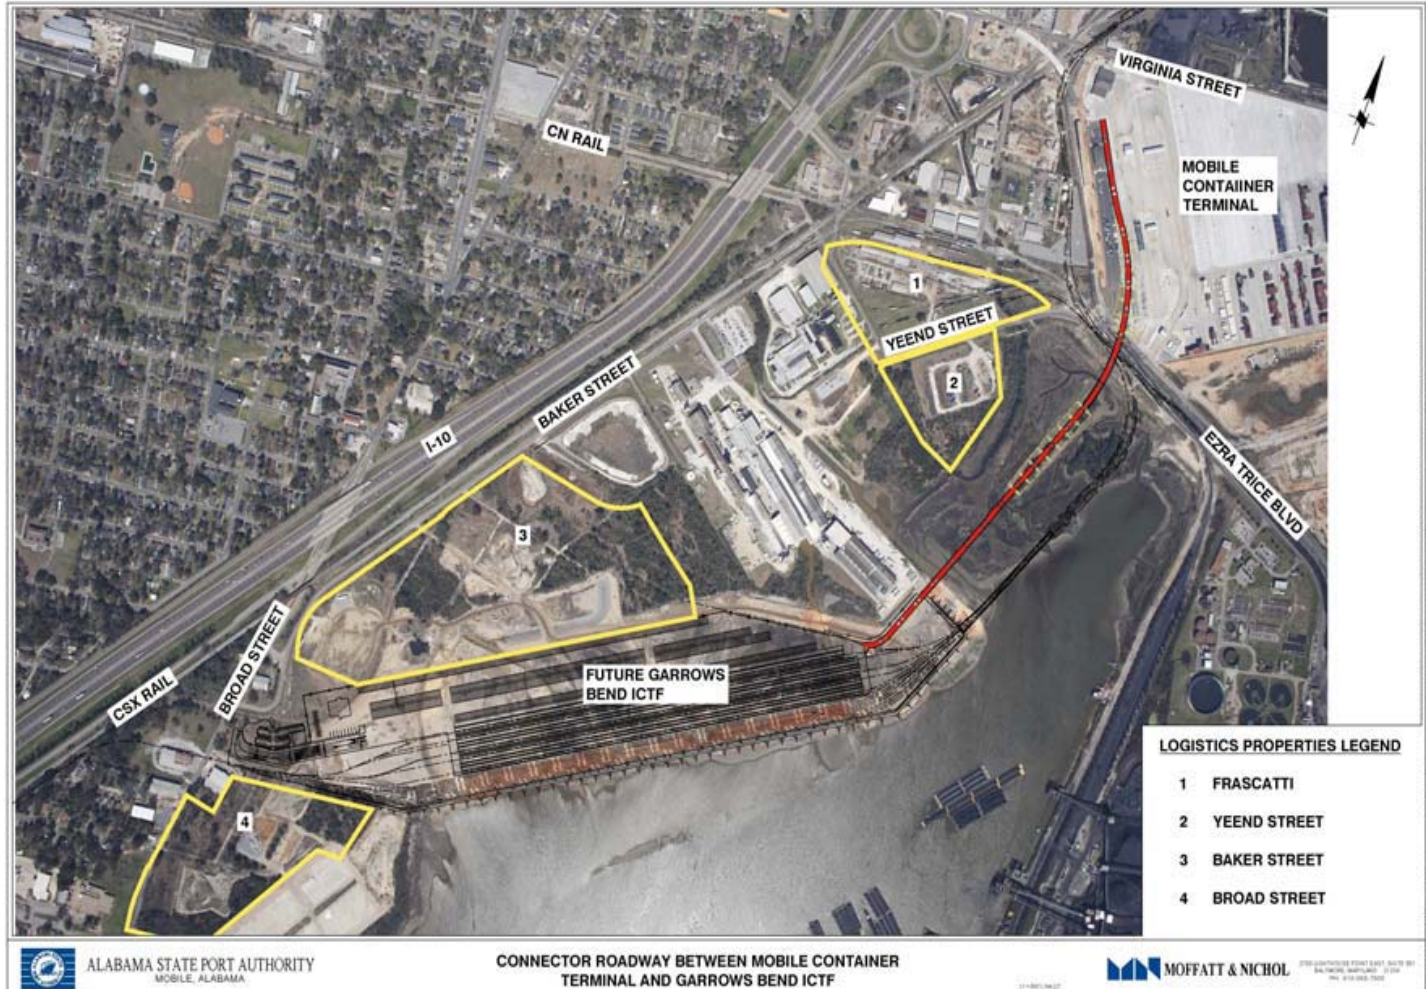 VIRGINIA STREET
CN RAIL
MOBILE
CONTAIINER
TERMINAL
1
YEEND STREET
2
BAKER STREET
I-10
EZRA TRICE BLVD
3
BROAD STREET
CSX RAIL
FUTURE GARROWS
BEND ICTF
4
LOGISTICS PROPERTIES LEGEND
1 FRASCATTI
2 YEEND STREET
3 BAKER STREET
4 BROAD STREET
ALABAMA STATE PORT AUTHORITY
MOBILE, ALABAMA
CONNECTOR ROADWAY BETWEEN MOBILE CONTAINER
TERMINAL AND GARROWS BEND ICTF
MOFFATT & NICHOL